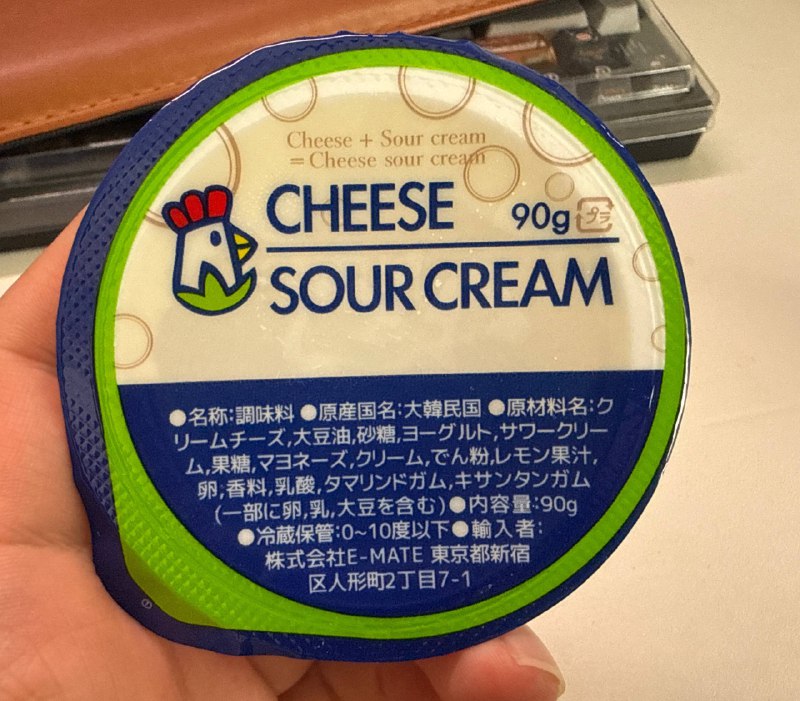 Cheese + Sour cream
= Cheese sour cream
CHEESE
90g
プラ
SOUR CREAM
●名称:調味料 ●原産国名:大韓民国 ●原材料名:ク
リームチーズ,大豆油,砂糖,ヨーグルト,サワークリー
ム,果糖,マヨネーズ,クリーム,でん粉,レモン果汁,
卵,香料,乳酸,タマリンドガム,キサンタンガム
(一部に卵,乳,大豆を含む)●内容量:90g
●冷蔵保管:0~10度以下●輸入者:
株式会社E-MATE 東京都新宿
区人形町2丁目7-1